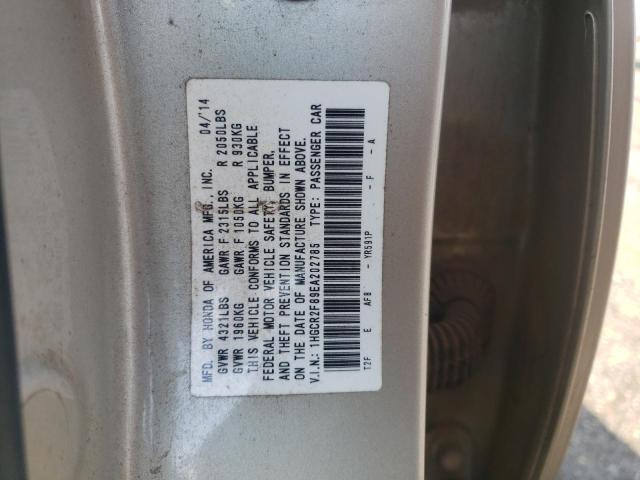 MFD. BY HONDA OF AMERICA MFG., INC. 04/14
GVWR 4321LBS GAWR F 2315LBS R 2050LBS
GVWR 1960KG GAWR F 1050KG R 930KG
THIS VEHICLE CONFORMS TO ALL APPLICABLE
FEDERAL MOTOR VEHICLE SAFETY, BUMPER,
AND THEFT PREVENTION STANDARDS IN EFFECT
ON THE DATE OF MANUFACTURE SHOWN ABOVE.
V.I.N.: 1HGCR2F89EA202785 TYPE: PASSENGER CAR
T2F E AF8 - YR591P - F - A